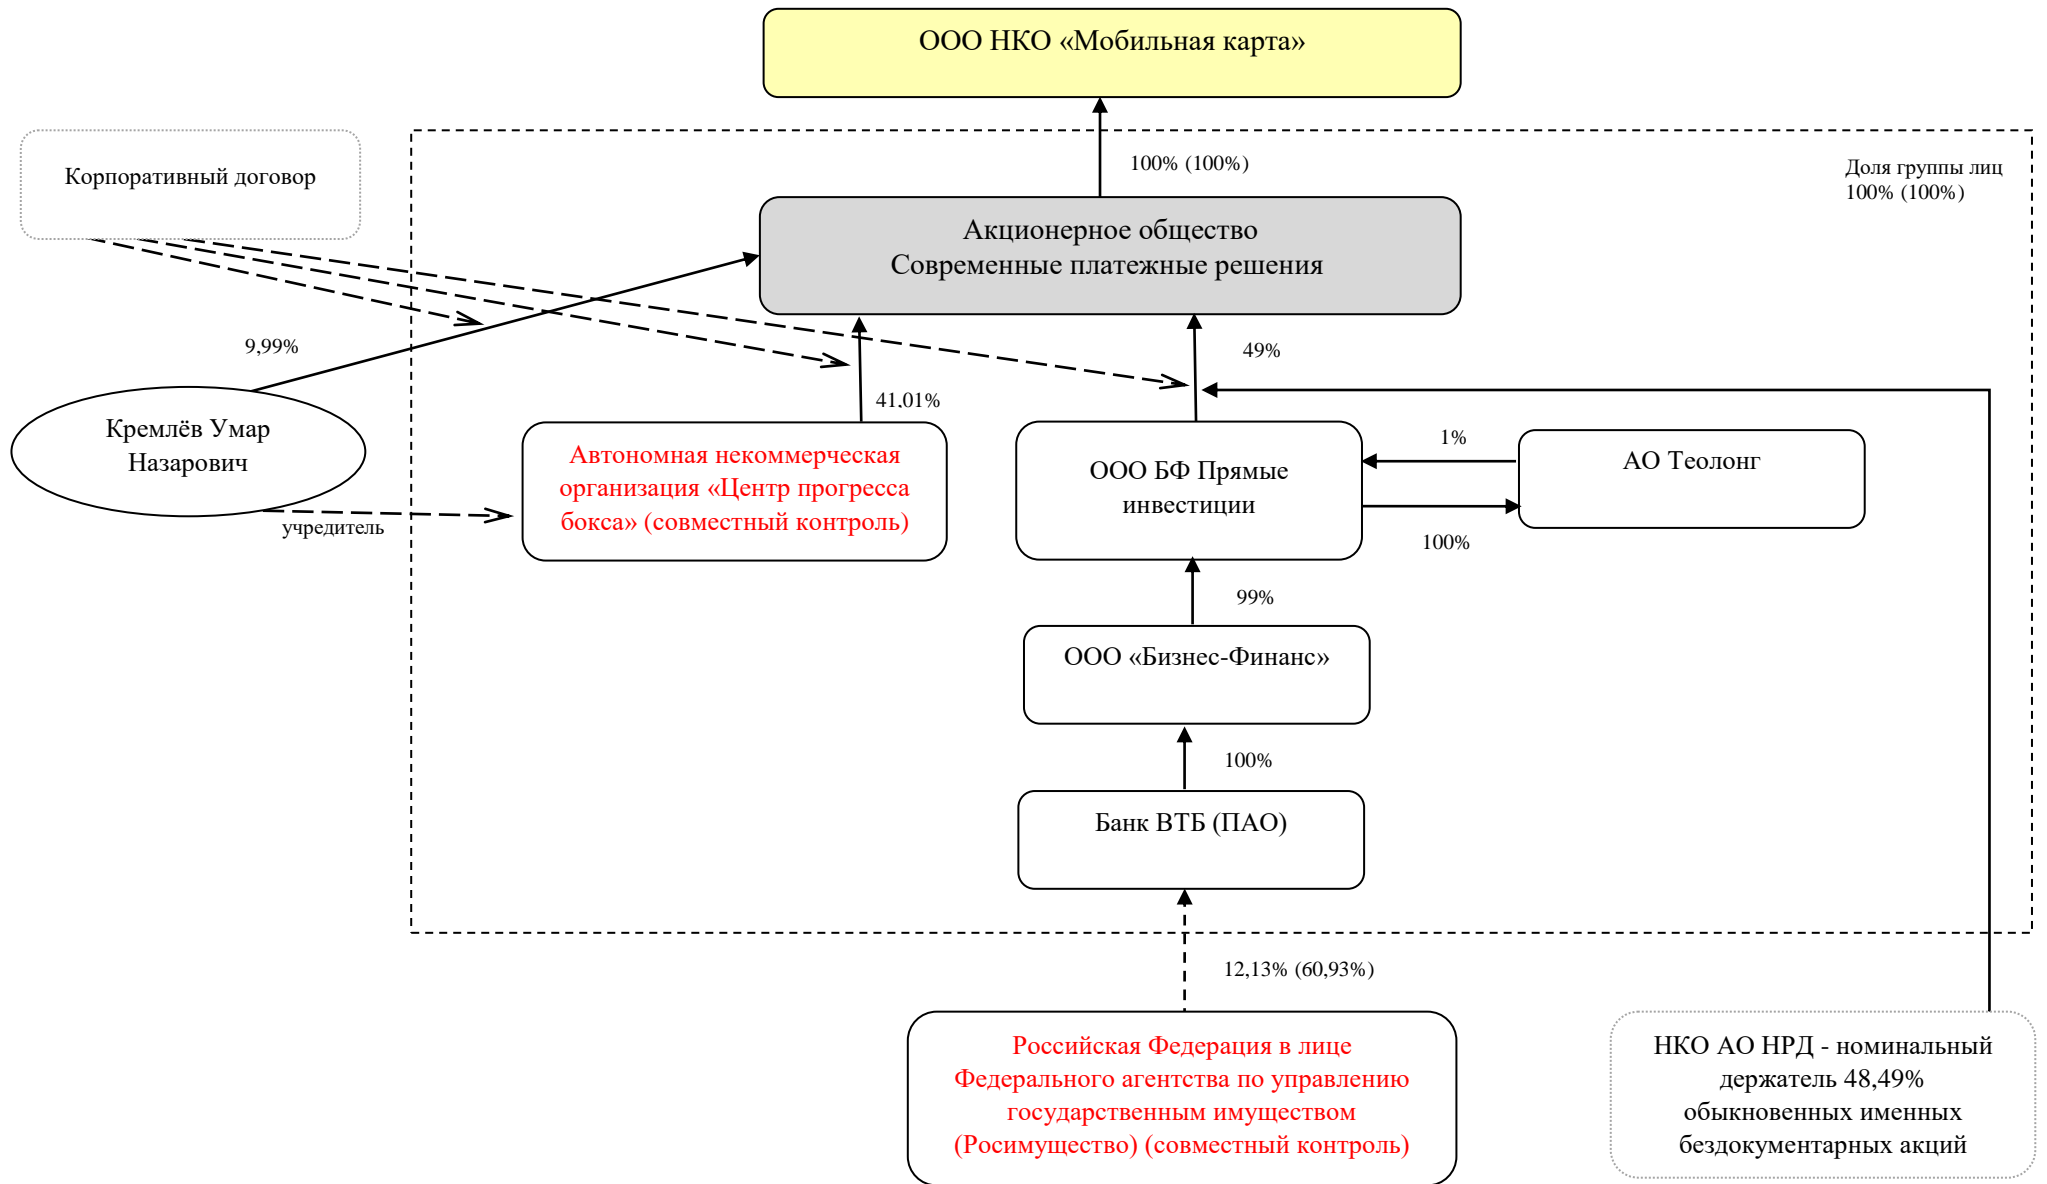 ООО НКО «Мобильная карта»
Корпоративный договор
100% (100%)
Доля группы лиц
100% (100%)
Акционерное общество
Современные платежные решения
9,99%
49%
41,01%
Кремлёв Умар
Назарович
учредитель
Автономная некоммерческая
организация «Центр прогресса
бокса» (совместный контроль)
ООО БФ Прямые
инвестиции
1%
100%
АО Теолонг
99%
ООО «Бизнес-Финанс»
100%
Банк ВТБ (ПАО)
12,13% (60,93%)
Российская Федерация в лице
Федерального агентства по управлению
государственным имуществом
(Росимущество) (совместный контроль)
НКО АО НРД - номинальный
держатель 48,49%
обыкновенных именных
бездокументарных акций